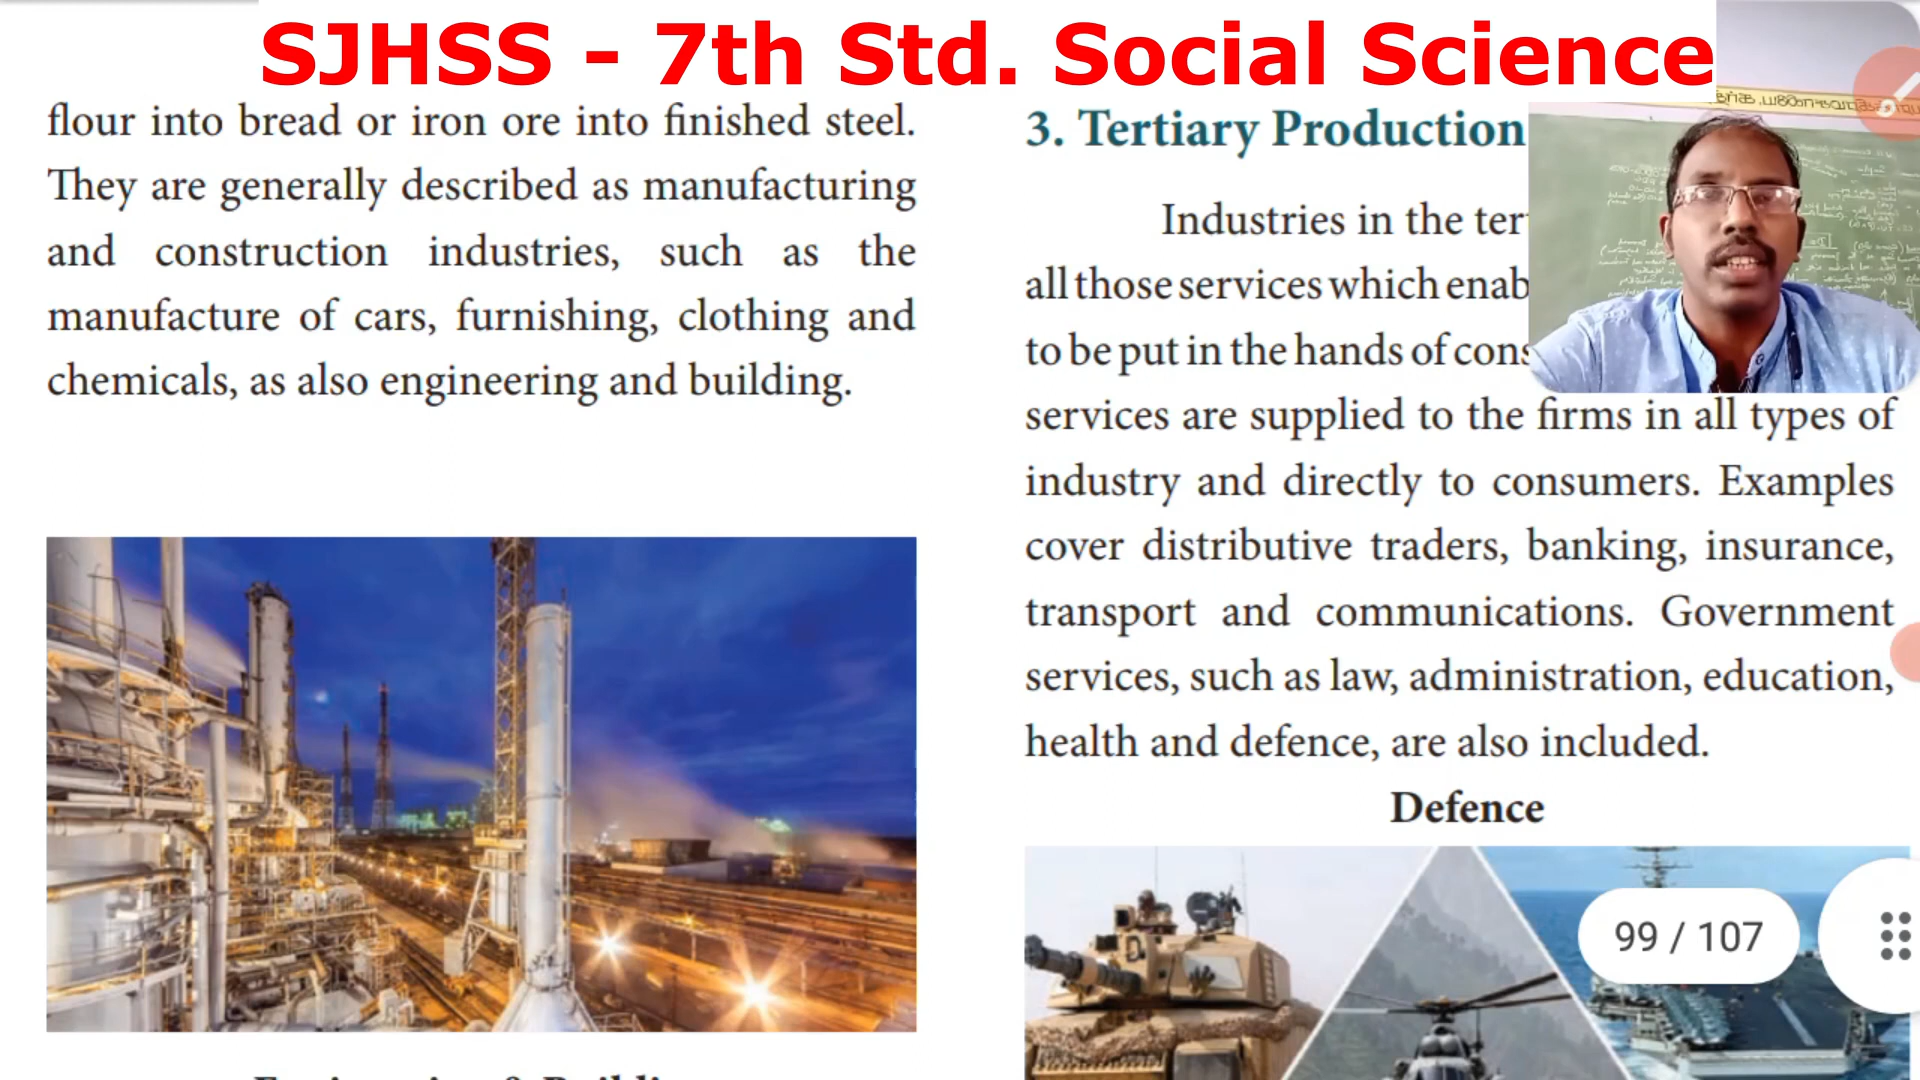 SJHSS - 7th Std. Social Science
flour into bread or iron ore into finished steel.
They are generally described as manufacturing
and construction industries, such as the
manufacture of cars, furnishing, clothing and
chemicals, as also engineering and building.
3. Tertiary Production
Industries in the
all those services which
to be put in the hands of
services are supplied to the firms in all types of
industry and directly to consumers. Examples
cover distributive traders, banking, insurance,
transport and communications. Government
services, such as law, administration, education,
health and defence, are also included.
Defence
99 / 107